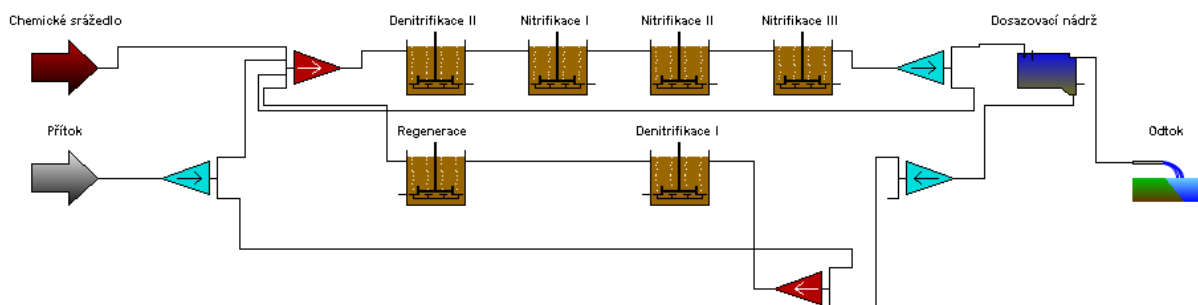 Chemické srážedlo
Denitrifikace II
Nitrifikace I
Nitrifikace II
Nitrifikace III
Dosazovací nádrž
Přítok
Regenerace
Denitrifikace I
Odtok